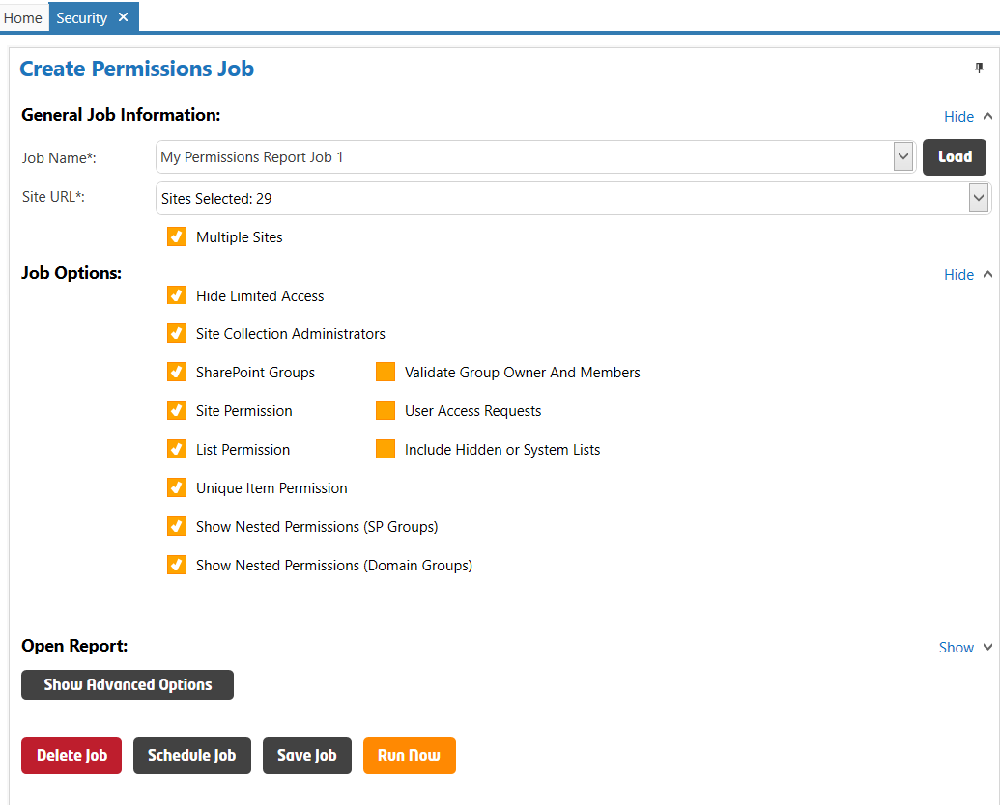 Home Security
Create Permissions Job
General Job Information: Hide
Job Name*: My Permissions Report Job 1 Load
Site URL*: Sites Selected: 29
Multiple Sites
Job Options: Hide
Hide Limited Access
Site Collection Administrators
SharePoint Groups Validate Group Owner And Members
Site Permission User Access Requests
List Permission Include Hidden or System Lists
Unique Item Permission
Show Nested Permissions (SP Groups)
Show Nested Permissions (Domain Groups)
Open Report: Show
Show Advanced Options
Delete Job Schedule Job Save Job Run Now